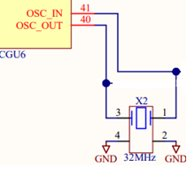 OSC_IN 41
OSC_OUT 40
CGU6
X2
3 1
4 2
GND 32MHz GND